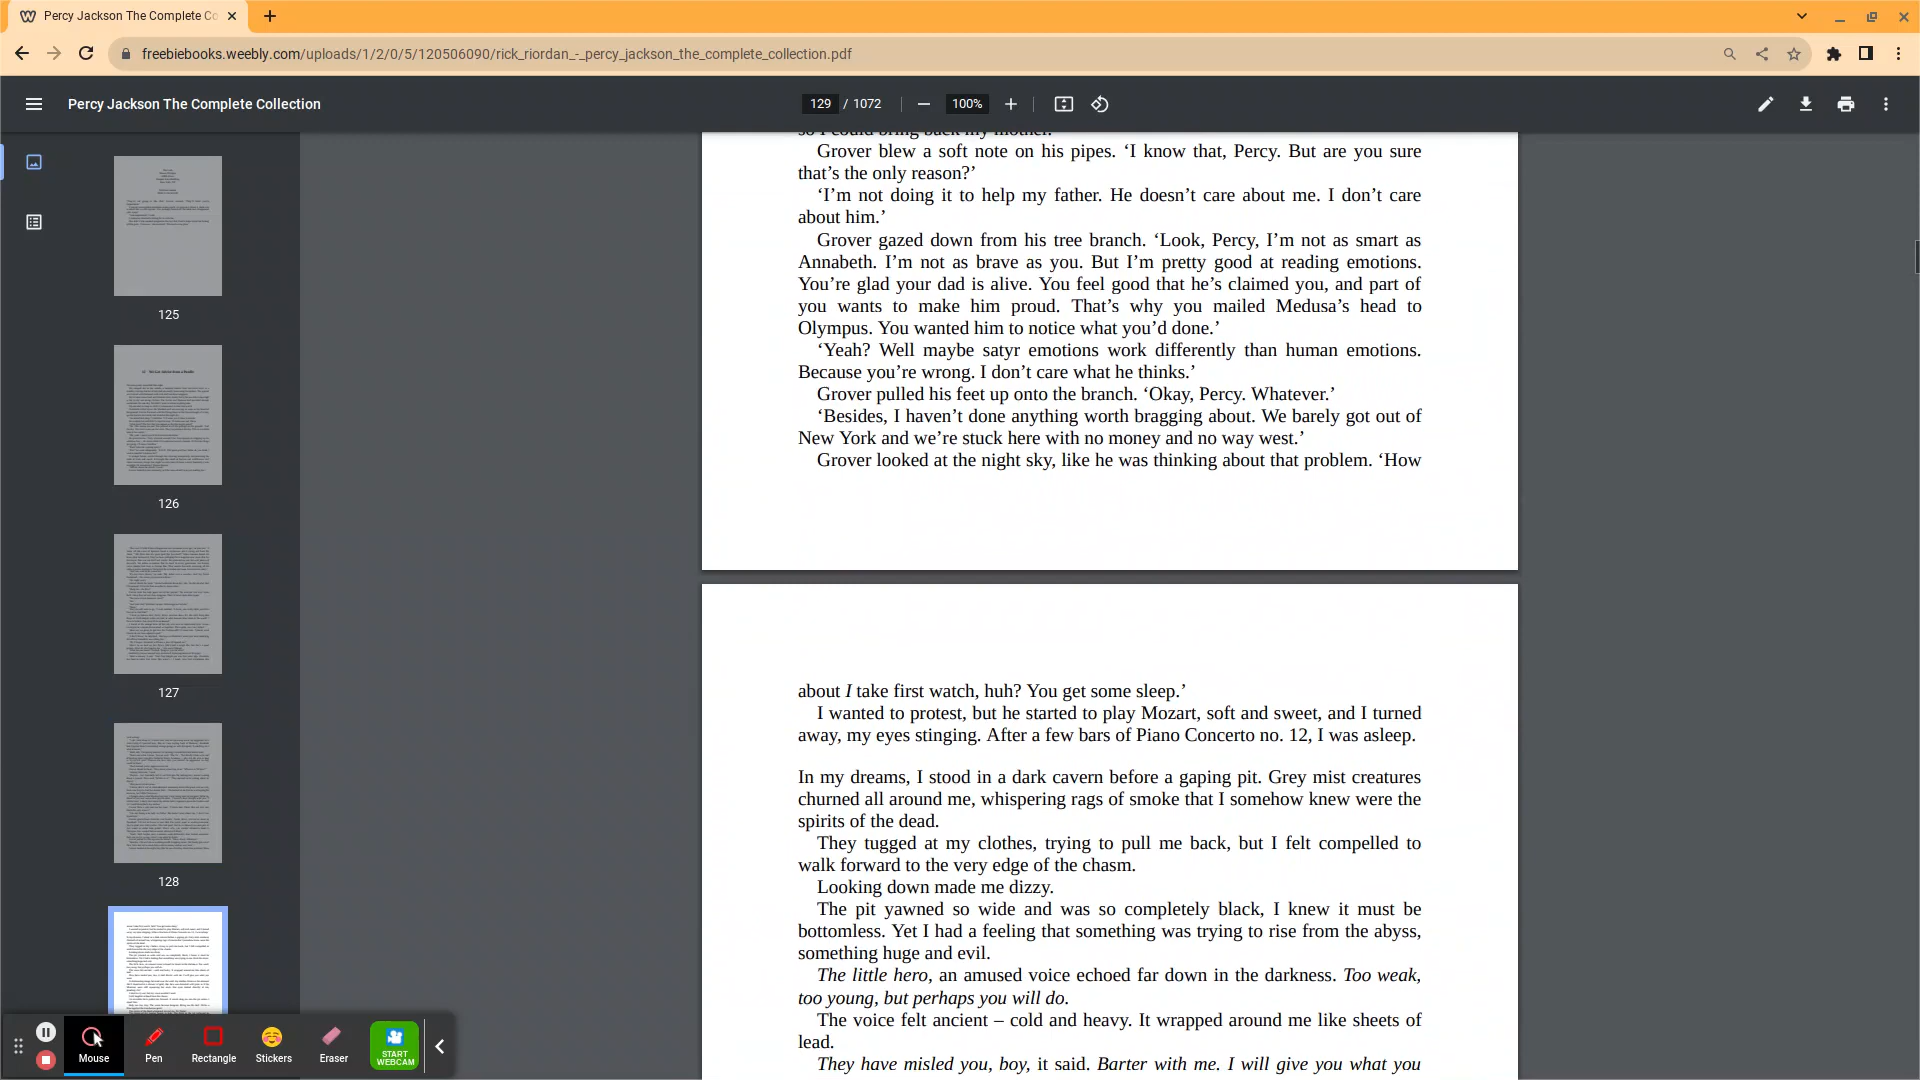 Percy Jackson The Complete Co
freebiebooks.weebly.com/uploads/1/2/0/5/120506090/rick_riordan_-_percy_jackson_the_complete_collection.pdf
Percy Jackson The Complete Collection
129 / 1072
100%
125
126
127
128
so I could bring back my mother.
Grover blew a soft note on his pipes. ‘I know that, Percy. But are you sure
that’s the only reason?’
‘I’m not doing it to help my father. He doesn’t care about me. I don’t care
about him.’
Grover gazed down from his tree branch. ‘Look, Percy, I’m not as smart as
Annabeth. I’m not as brave as you. But I’m pretty good at reading emotions.
You’re glad your dad is alive. You feel good that he’s claimed you, and part of
you wants to make him proud. That’s why you mailed Medusa’s head to
Olympus. You wanted him to notice what you’d done.’
‘Yeah? Well maybe satyr emotions work differently than human emotions.
Because you’re wrong. I don’t care what he thinks.’
Grover pulled his feet up onto the branch. ‘Okay, Percy. Whatever.’
‘Besides, I haven’t done anything worth bragging about. We barely got out of
New York and we’re stuck here with no money and no way west.’
Grover looked at the night sky, like he was thinking about that problem. ‘How
about I take first watch, huh? You get some sleep.’
I wanted to protest, but he started to play Mozart, soft and sweet, and I turned
away, my eyes stinging. After a few bars of Piano Concerto no. 12, I was asleep.
In my dreams, I stood in a dark cavern before a gaping pit. Grey mist creatures
churned all around me, whispering rags of smoke that I somehow knew were the
spirits of the dead.
They tugged at my clothes, trying to pull me back, but I felt compelled to
walk forward to the very edge of the chasm.
Looking down made me dizzy.
The pit yawned so wide and was so completely black, I knew it must be
bottomless. Yet I had a feeling that something was trying to rise from the abyss,
something huge and evil.
The little hero, an amused voice echoed far down in the darkness. Too weak,
too young, but perhaps you will do.
The voice felt ancient – cold and heavy. It wrapped around me like sheets of
lead.
They have misled you, boy, it said. Barter with me. I will give you what you
Mouse
Pen
Rectangle
Stickers
Eraser
START
WEBCAM